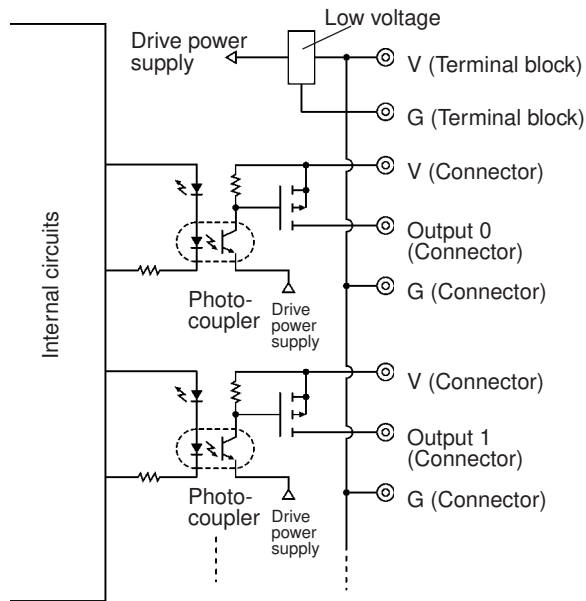 Low voltage
Drive power
supply
V (Terminal block)
G (Terminal block)
V (Connector)
Output 0
(Connector)
G (Connector)
Photo-
coupler
Drive
power
supply
Internal circuits
V (Connector)
Output 1
(Connector)
G (Connector)
Photo-
coupler
Drive
power
supply